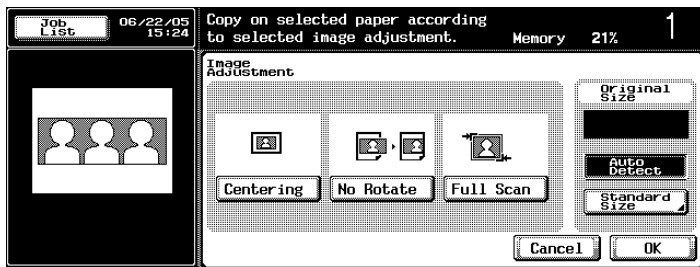 Job
List
06/22/05
15:24
Copy on selected paper according
to selected image adjustment.
Memory 21%
1
Image
Adjustment
Centering
No Rotate
Full Scan
Original
Size
Auto
Detect
Standard
Size
Cancel
OK